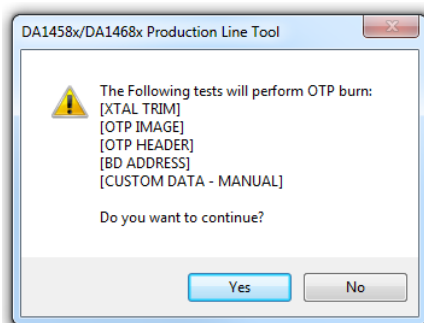 DA1458x/DA1468x Production Line Tool
The Following tests will perform OTP burn:
[XTAL TRIM]
[OTP IMAGE]
[OTP HEADER]
[BD ADDRESS]
[CUSTOM DATA - MANUAL]
Do you want to continue?
Yes No